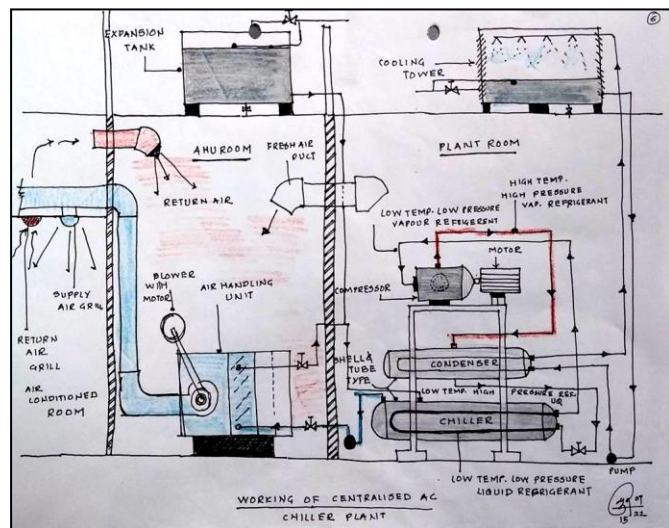 6
EXPANSION
TANK
COOLING
TOWER
AHU ROOM
FRESH AIR
DUCT
PLANT ROOM
RETURN AIR
HIGH TEMP.
HIGH PRESSURE
VAP. REFRIGERANT
LOW TEMP. LOW PRESSURE
VAPOUR REFRIGERENT
MOTOR
COMPRESSOR
BLOWER
WITH
MOTOR
AIR HANDLING
UNIT
SUPPLY
AIR GRILL
RETURN
AIR
GRILL
AIR
CONDITIONED
ROOM
SHELL &
TUBE
TYPE
CONDENSER
LOW TEMP. HIGH PRESSURE REF.
LIQ
CHILLER
PUMP
LOW TEMP. LOW PRESSURE
LIQUID REFRIGERANT
WORKING OF CENTRALISED AC
CHILLER PLANT